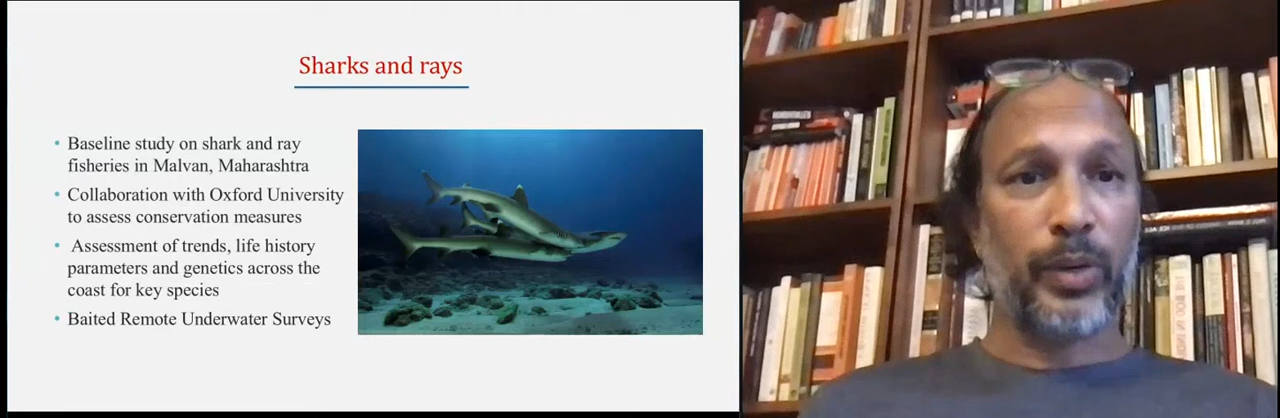 Sharks and rays
• Baseline study on shark and ray
fisheries in Malvan, Maharashtra
• Collaboration with Oxford University
to assess conservation measures
• Assessment of trends, life history
parameters and genetics across the
coast for key species
• Baited Remote Underwater Surveys